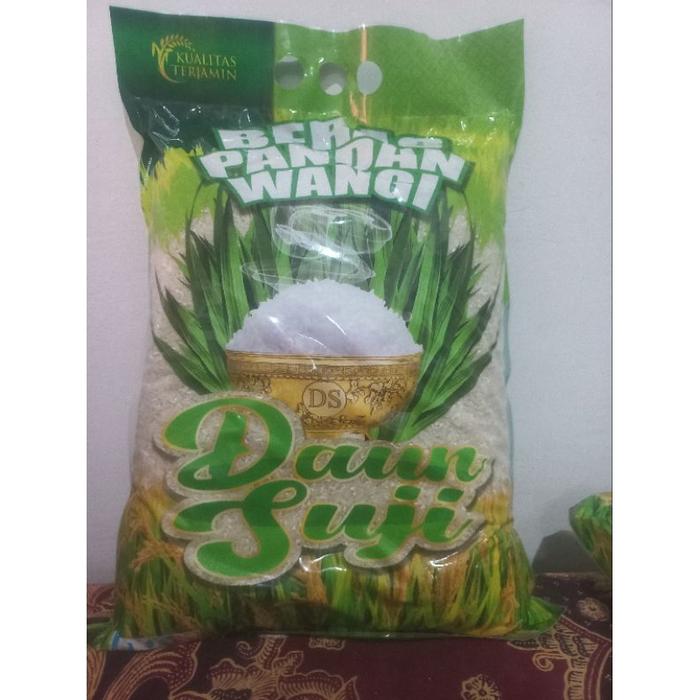 KUALITAS
TERJAMIN
BERAS
PANDAN
WANGI
DS
Daun
Suji